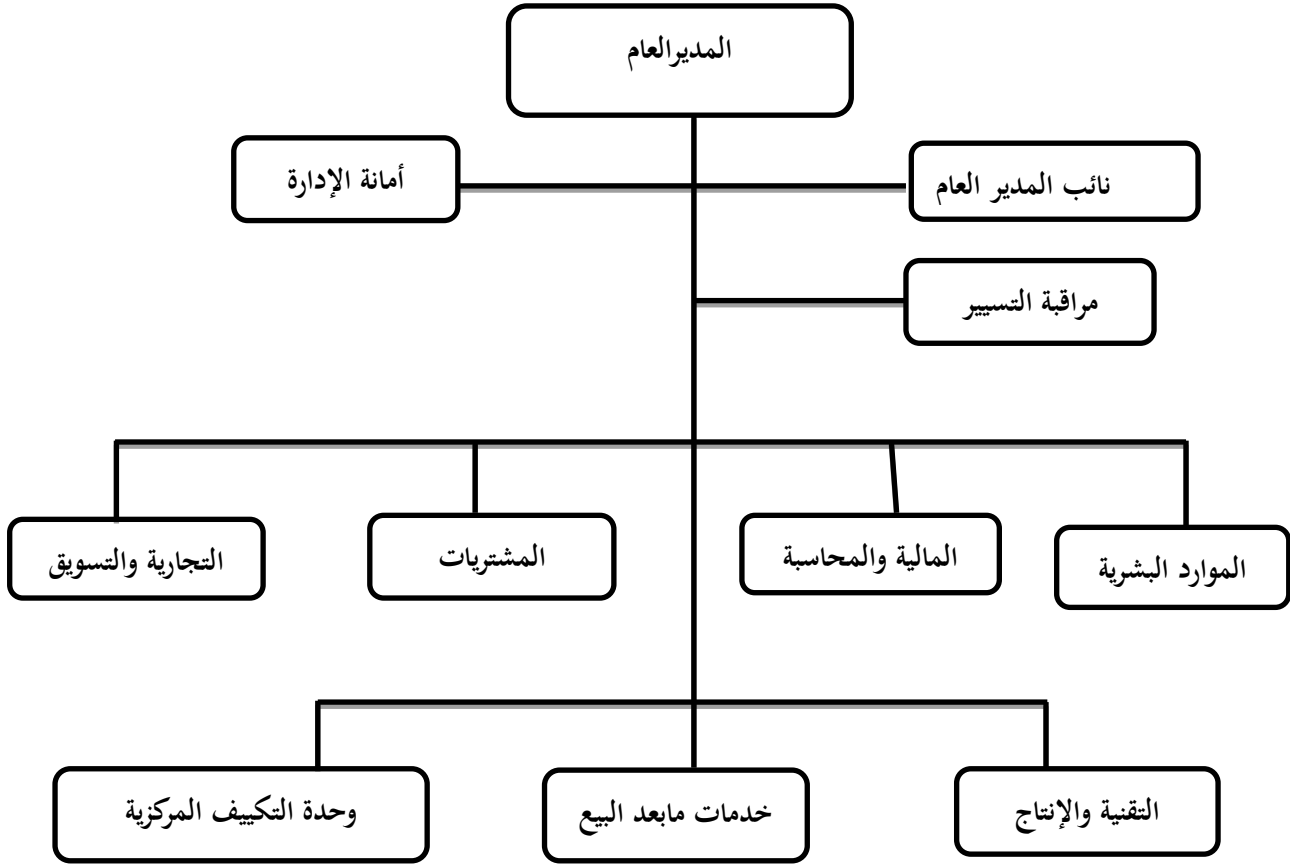 المديرالعام
نائب المدير العام
أمانة الإدارة
مراقبة التسيير
الموارد البشرية
المالية والمحاسبة
المشتريات
التجارية والتسويق
التقنية والإنتاج
خدمات مابعد البيع
وحدة التكييف المركزية